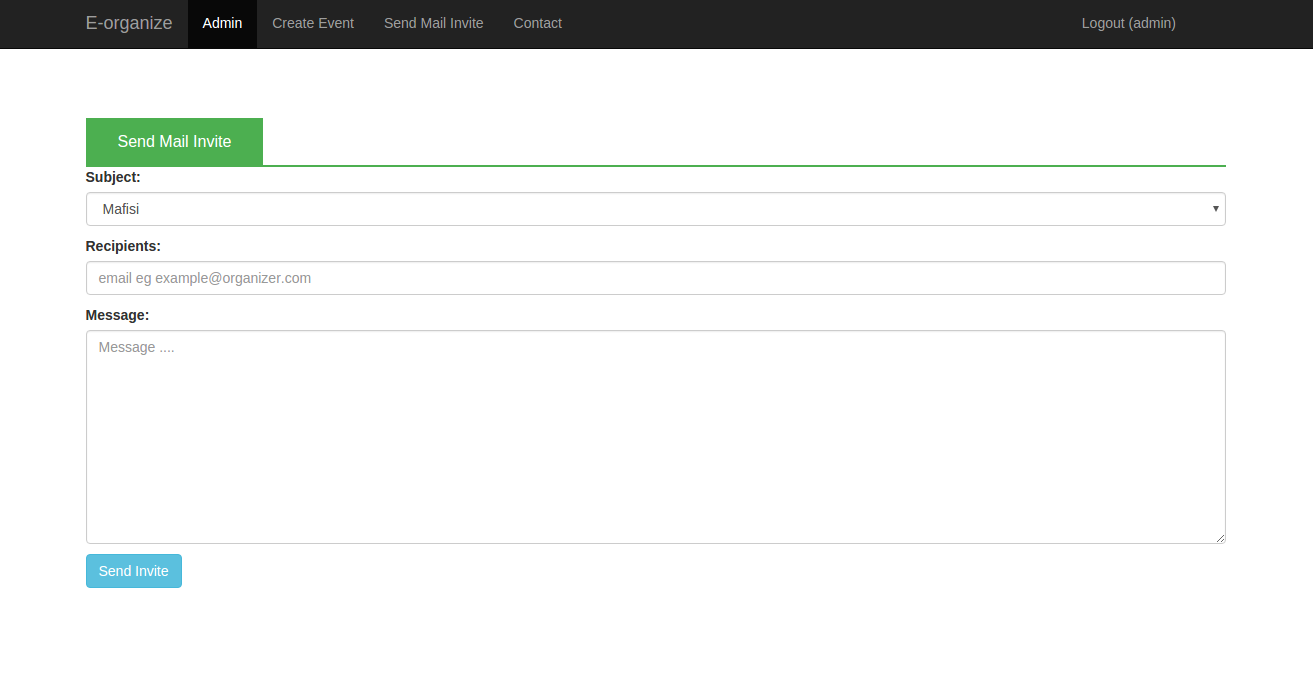 E-organize Admin Create Event Send Mail Invite Contact Logout (admin)
Send Mail Invite
Subject:
Mafisi
Recipients:
email eg example@organizer.com
Message:
Message ....
Send Invite